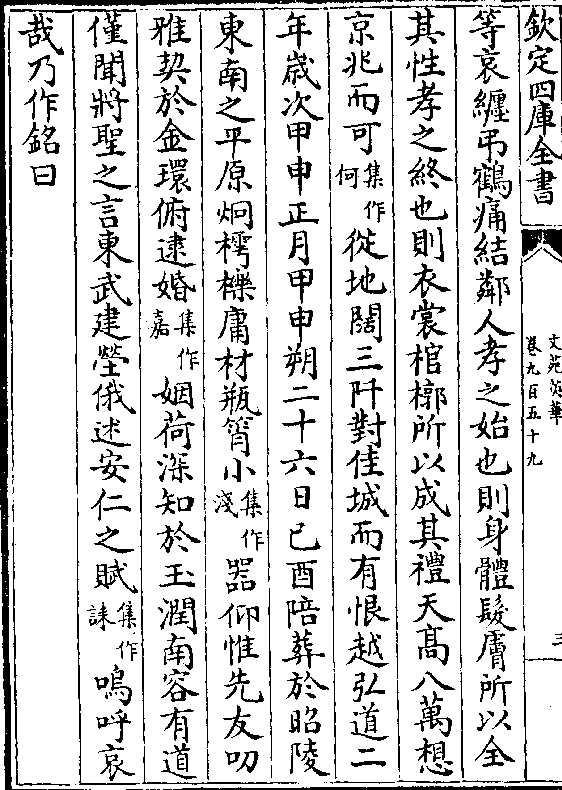 欽定四庫全書
文苑英華
卷九百五十九
三
等哀纒弔鶴痛結鄰人孝之始也則身體髮膚所以全
其性孝之終也則衣裳棺槨所以成其禮天髙八萬想
京兆而可集作何從地闊三阡對佳城而有恨越弘道二
年歲次甲申正月甲申朔二十六日已酉陪葬於昭陵
東南之平原炯樗櫟庸材瓶筲小集作淺器仰惟先友叨
雅契於金環俯逮婚集作嘉姻荷深知於玉潤南容有道
僅聞將聖之言東武建塋俄述安仁之賦集作誄嗚呼哀
哉乃作銘曰